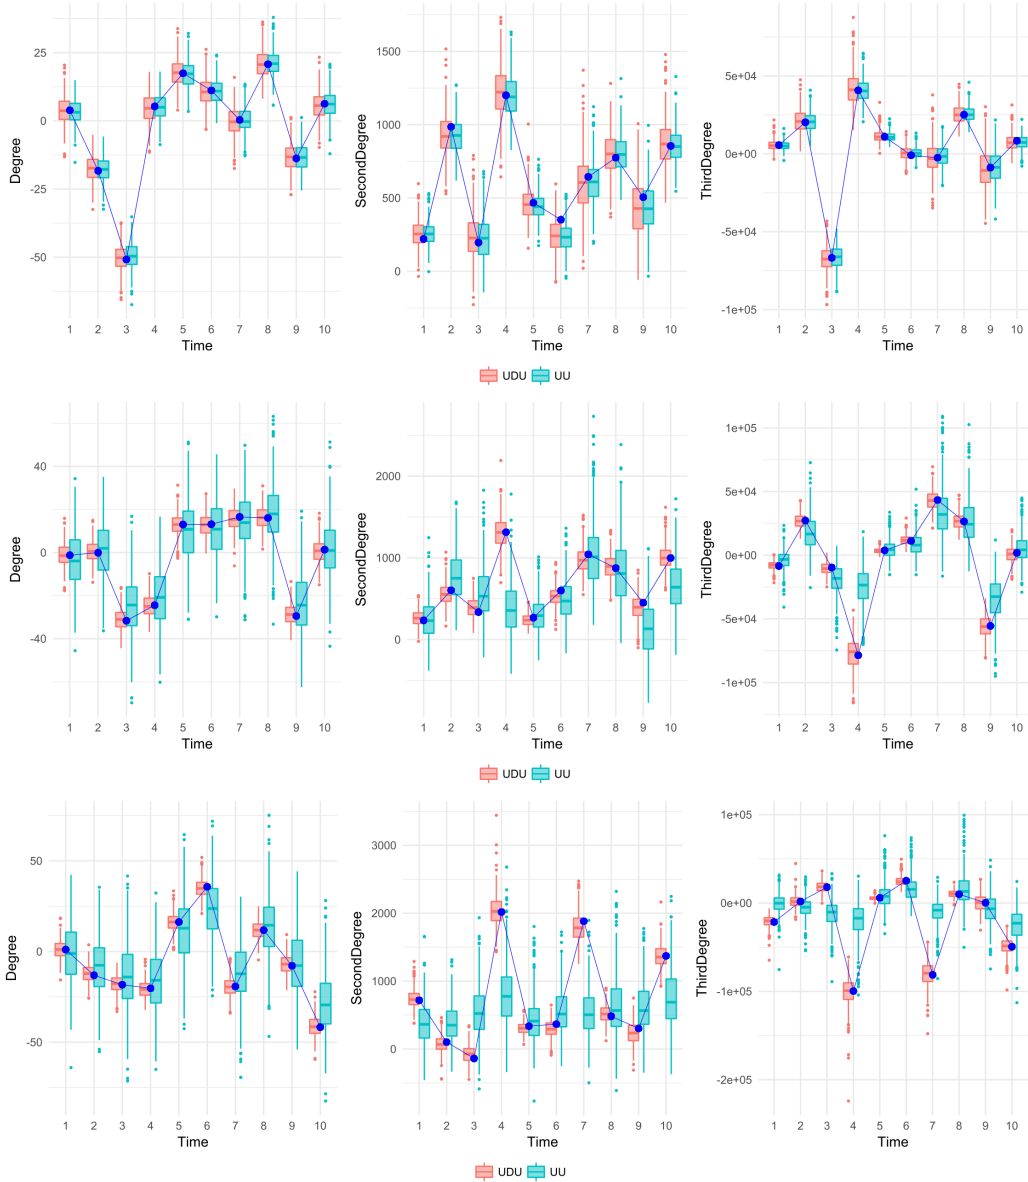 Degree
25
0
-25
-50
1 2 3 4 5 6 7 8 9 10
Time
SecondDegree
1500
1000
500
0
1 2 3 4 5 6 7 8 9 10
Time
ThirdDegree
5e+04
0e+00
-5e+04
-1e+05
1 2 3 4 5 6 7 8 9 10
Time
UDU UU
Degree
40
0
-40
1 2 3 4 5 6 7 8 9 10
Time
SecondDegree
2000
1000
0
1 2 3 4 5 6 7 8 9 10
Time
ThirdDegree
1e+05
5e+04
0e+00
-5e+04
-1e+05
1 2 3 4 5 6 7 8 9 10
Time
UDU UU
Degree
50
0
-50
1 2 3 4 5 6 7 8 9 10
Time
SecondDegree
3000
2000
1000
0
1 2 3 4 5 6 7 8 9 10
Time
ThirdDegree
1e+05
0e+00
-1e+05
-2e+05
1 2 3 4 5 6 7 8 9 10
Time
UDU UU